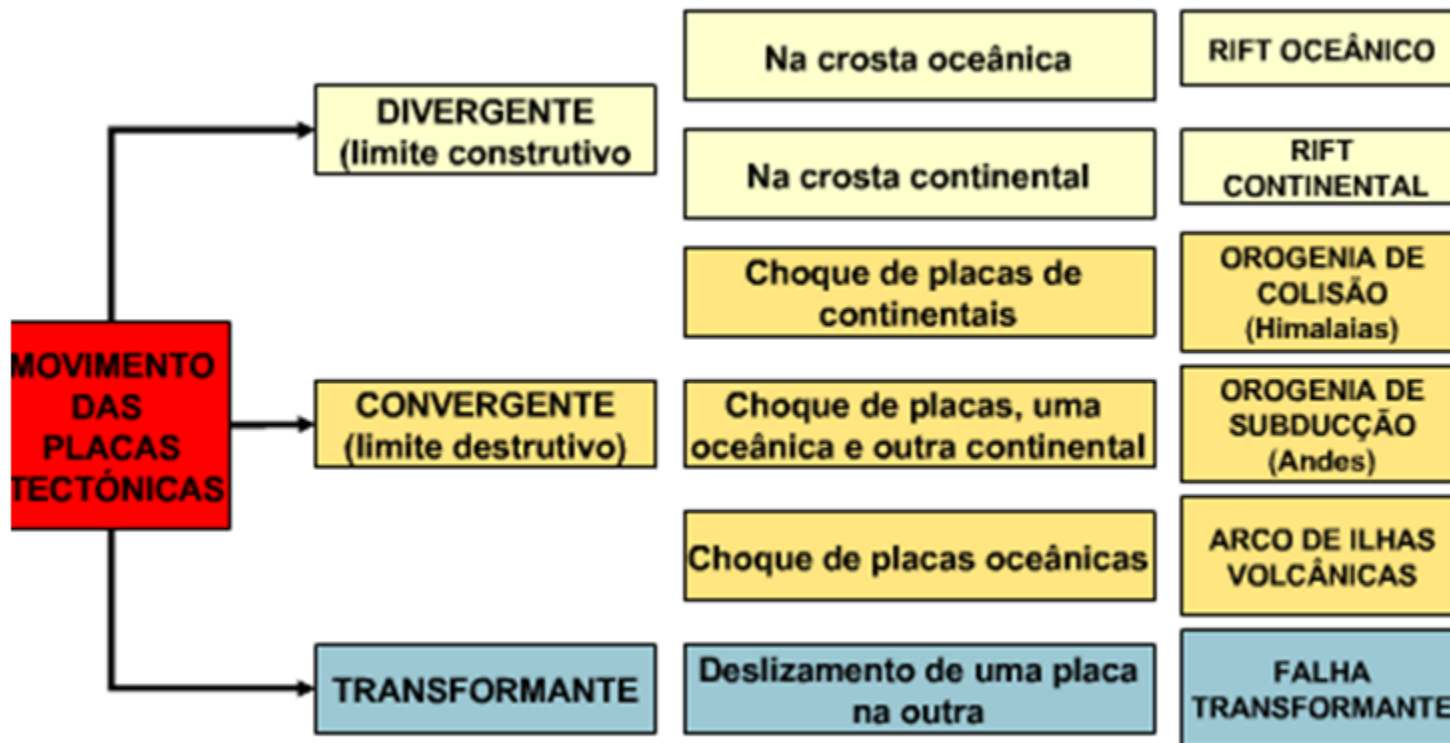 MOVIMENTO
DAS
PLACAS
TECTÓNICAS
DIVERGENTE
(limite construtivo
Na crosta oceânica
RIFT OCEÂNICO
Na crosta continental
RIFT
CONTINENTAL
CONVERGENTE
(limite destrutivo)
Choque de placas de
continentais
OROGENIA DE
COLISÃO
(Himalaias)
Choque de placas, uma
oceânica e outra continental
OROGENIA DE
SUBDUCÇÃO
(Andes)
Choque de placas oceânicas
ARCO DE ILHAS
VOLCÂNICAS
TRANSFORMANTE
Deslizamento de uma placa
na outra
FALHA
TRANSFORMANTE